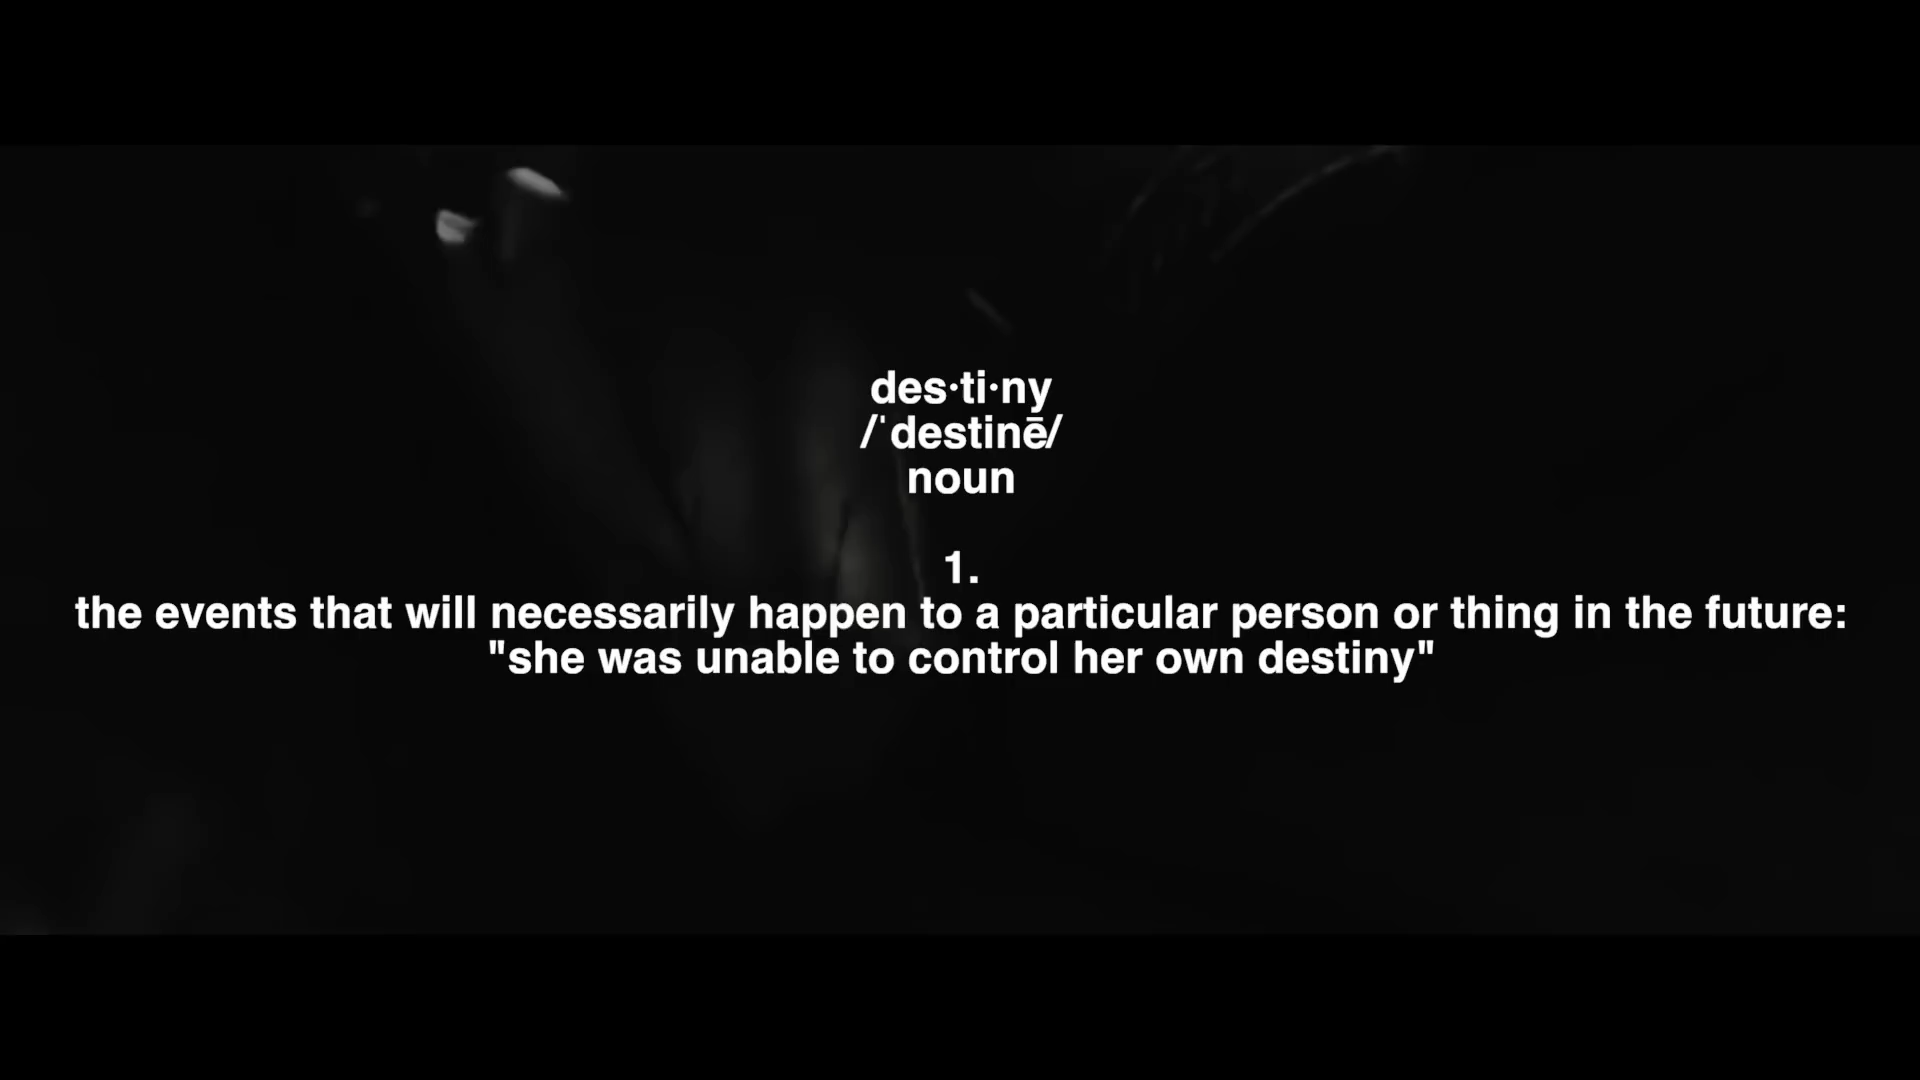 des·ti·ny
/ˈdestinē/
noun
1.
the events that will necessarily happen to a particular person or thing in the future:
"she was unable to control her own destiny"